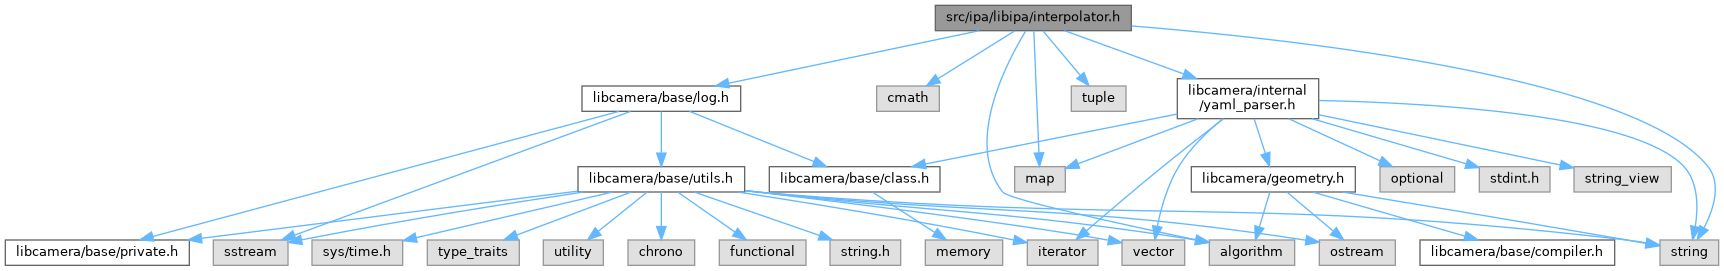 src/ipa/libipa/interpolator.h
libcamera/base/log.h
cmath
tuple
libcamera/internal
/yaml_parser.h
libcamera/base/utils.h
libcamera/base/class.h
map
libcamera/geometry.h
optional
stdint.h
string_view
libcamera/base/private.h
sstream
sys/time.h
type_traits
utility
chrono
functional
string.h
memory
iterator
vector
algorithm
ostream
libcamera/base/compiler.h
string